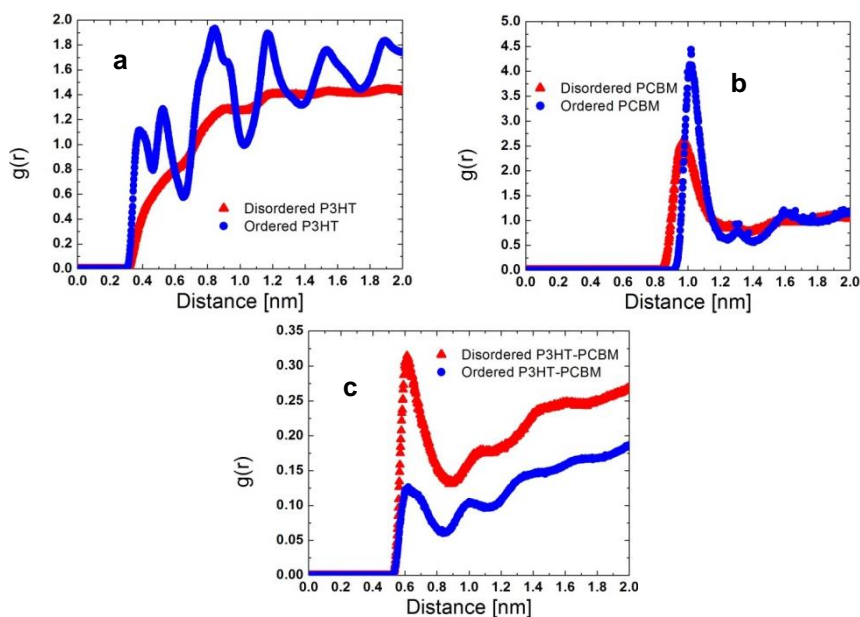 a
2.0
1.8
1.6
1.4
1.2
1.0
0.8
0.6
0.4
0.2
0.0
g(r)
Disordered P3HT
Ordered P3HT
0.0 0.2 0.4 0.6 0.8 1.0 1.2 1.4 1.6 1.8 2.0
Distance [nm]
b
5.0
4.5
4.0
3.5
3.0
2.5
2.0
1.5
1.0
0.5
0.0
g(r)
Disordered PCBM
Ordered PCBM
0.0 0.2 0.4 0.6 0.8 1.0 1.2 1.4 1.6 1.8 2.0
Distance [nm]
c
0.35
0.30
0.25
0.20
0.15
0.10
0.05
0.00
g(r)
Disordered P3HT-PCBM
Ordered P3HT-PCBM
0.0 0.2 0.4 0.6 0.8 1.0 1.2 1.4 1.6 1.8 2.0
Distance [nm]